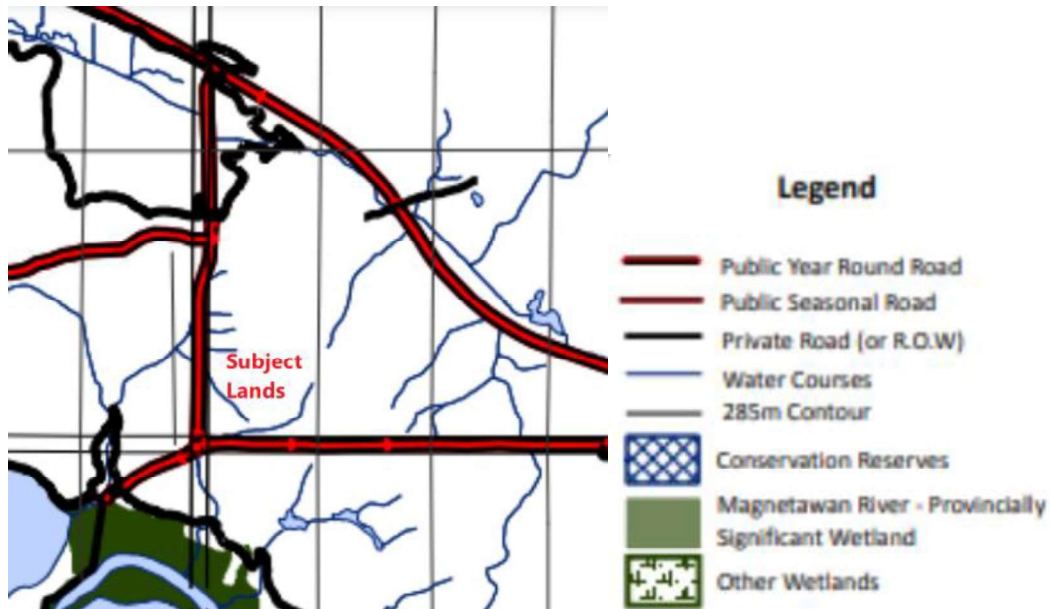 Subject
Lands
Legend
Public Year Round Road
Public Seasonal Road
Private Road (or R.O.W)
Water Courses
285m Contour
Conservation Reserves
Magnetawan River - Provincially
Significant Wetland
Other Wetlands